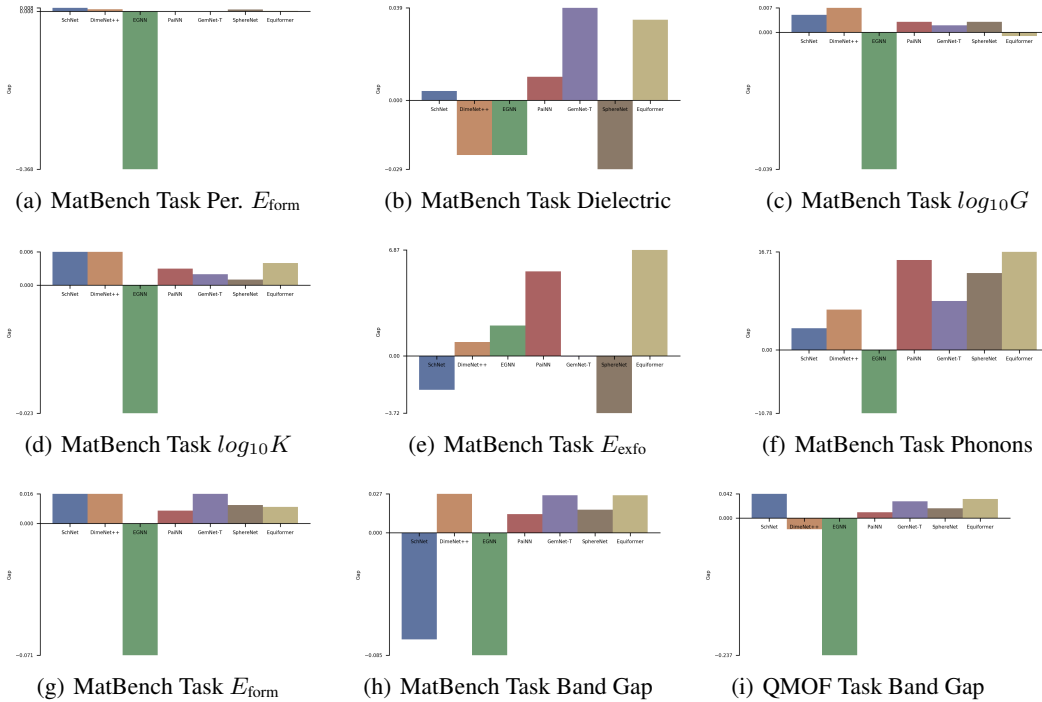 0.008
0.000
SchNet DimeNet++ EGNN PaiNN GemNet-T SphereNet Equiformer
Gap
−0.368
(a) MatBench Task Per. E_form
0.039
0.000
SchNet DimeNet++ EGNN PaiNN GemNet-T SphereNet Equiformer
Gap
−0.029
(b) MatBench Task Dielectric
0.007
0.000
SchNet DimeNet++ EGNN PaiNN GemNet-T SphereNet Equiformer
Gap
−0.039
(c) MatBench Task log₁₀G
0.006
0.000
SchNet DimeNet++ EGNN PaiNN GemNet-T SphereNet Equiformer
Gap
−0.023
(d) MatBench Task log₁₀K
6.87
0.00
SchNet DimeNet++ EGNN PaiNN GemNet-T SphereNet Equiformer
Gap
−3.72
(e) MatBench Task E_exfo
16.71
0.00
SchNet DimeNet++ EGNN PaiNN GemNet-T SphereNet Equiformer
Gap
−10.78
(f) MatBench Task Phonons
0.016
0.000
SchNet DimeNet++ EGNN PaiNN GemNet-T SphereNet Equiformer
Gap
−0.071
(g) MatBench Task E_form
0.027
0.000
SchNet DimeNet++ EGNN PaiNN GemNet-T SphereNet Equiformer
Gap
−0.085
(h) MatBench Task Band Gap
0.042
0.000
SchNet DimeNet++ EGNN PaiNN GemNet-T SphereNet Equiformer
Gap
−0.237
(i) QMOF Task Band Gap